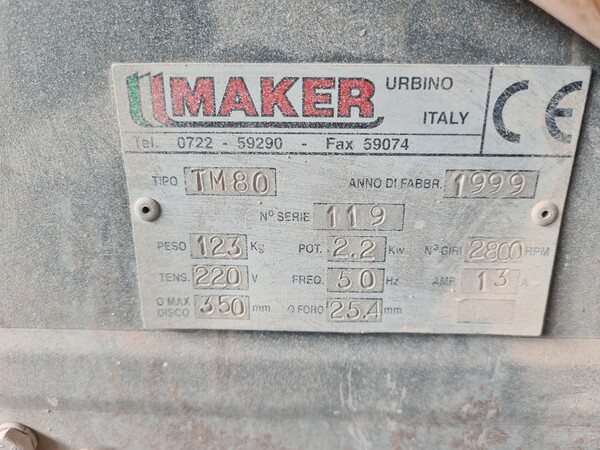 MAKER URBINO ITALY CE
Tel. 0722 - 59290 - Fax 59074
TIPO TM80 ANNO DI FABBR. 1999
N° SERIE 119
PESO 123 Kg POT. 2.2 Kw N° GIRI 2800 RPM
TENS. 220 V FREQ. 50 Hz AMP. 13 A
O MAX DISCO 350 mm O FORO 25.4 mm